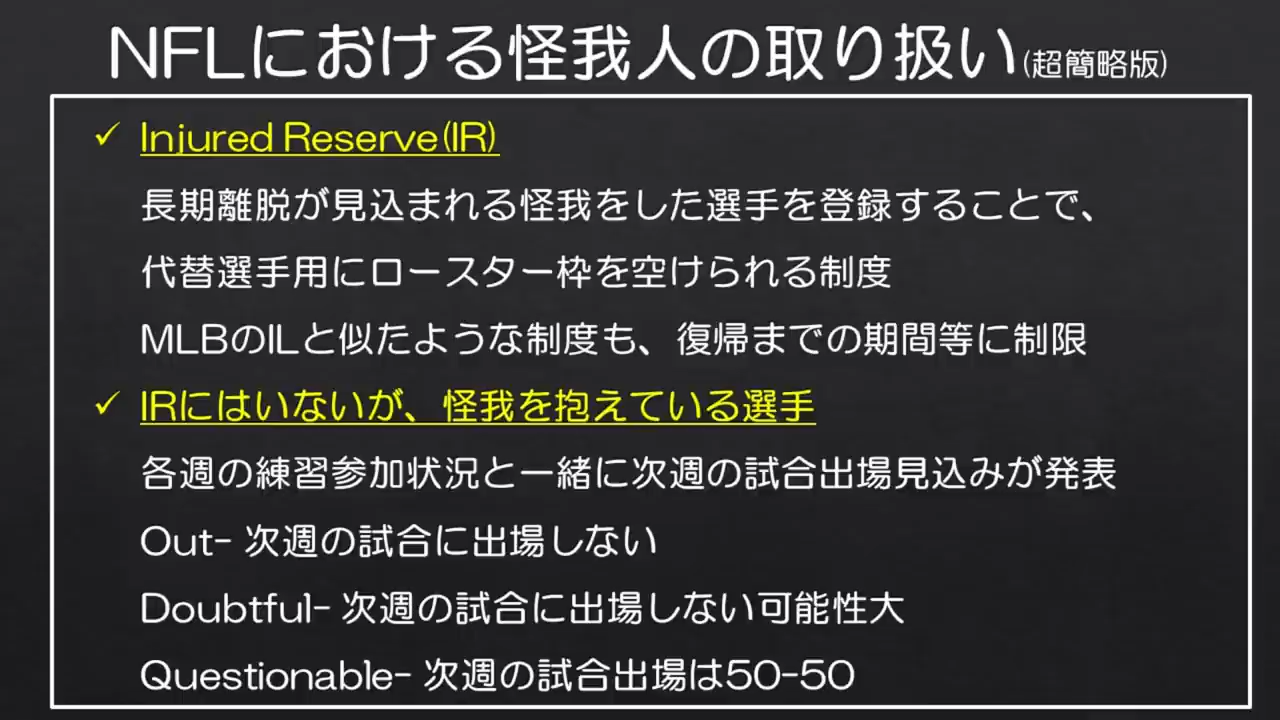 NFLにおける怪我人の取り扱い(超簡略版)
✓ Injured Reserve(IR)
長期離脱が見込まれる怪我をした選手を登録することで、
代替選手用にロースター枠を空けられる制度
MLBのILと似たような制度も、復帰までの期間等に制限
✓ IRにはいないが、怪我を抱えている選手
各週の練習参加状況と一緒に次週の試合出場見込みが発表
Out- 次週の試合に出場しない
Doubtful- 次週の試合に出場しない可能性大
Questionable- 次週の試合出場は50-50